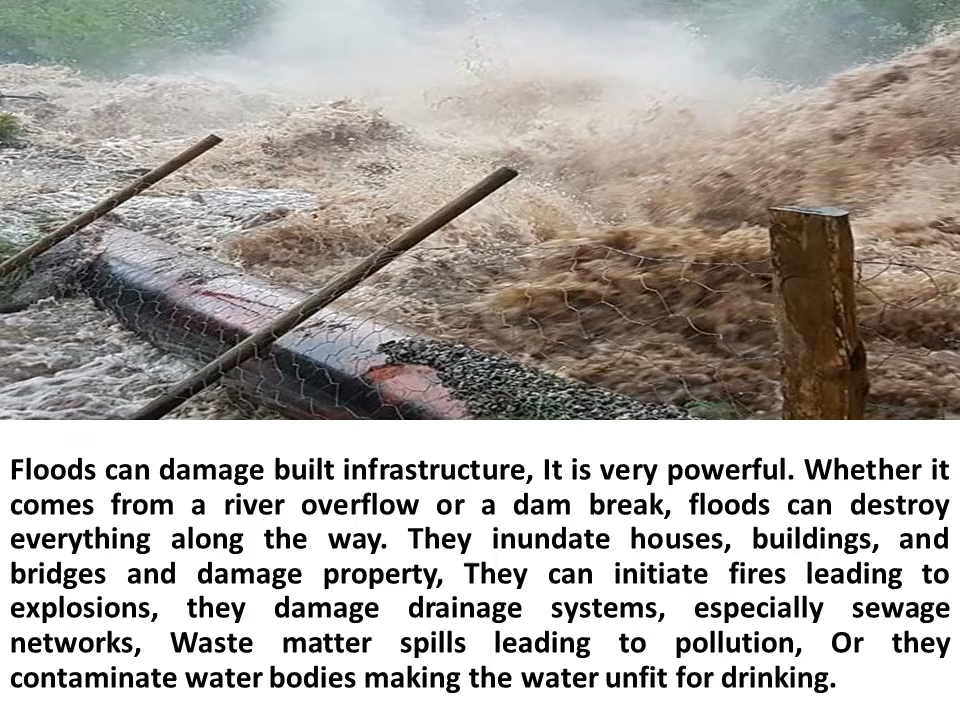 Floods can damage built infrastructure, It is very powerful. Whether it
comes from a river overflow or a dam break, floods can destroy
everything along the way. They inundate houses, buildings, and
bridges and damage property, They can initiate fires leading to
explosions, they damage drainage systems, especially sewage
networks, Waste matter spills leading to pollution, Or they
contaminate water bodies making the water unfit for drinking.